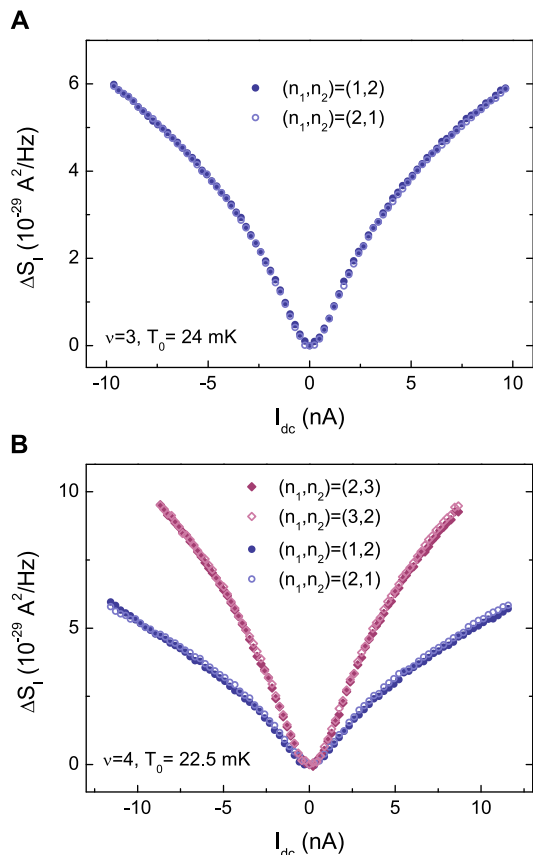 A
6
4
2
0
ΔS_I (10^-29 A^2/Hz)
(n_1,n_2)=(1,2)
(n_1,n_2)=(2,1)
ν=3, T_0= 24 mK
-10 -5 0 5 10
I_dc (nA)
B
10
5
0
ΔS_I (10^-29 A^2/Hz)
(n_1,n_2)=(2,3)
(n_1,n_2)=(3,2)
(n_1,n_2)=(1,2)
(n_1,n_2)=(2,1)
ν=4, T_0= 22.5 mK
-10 -5 0 5 10
I_dc (nA)